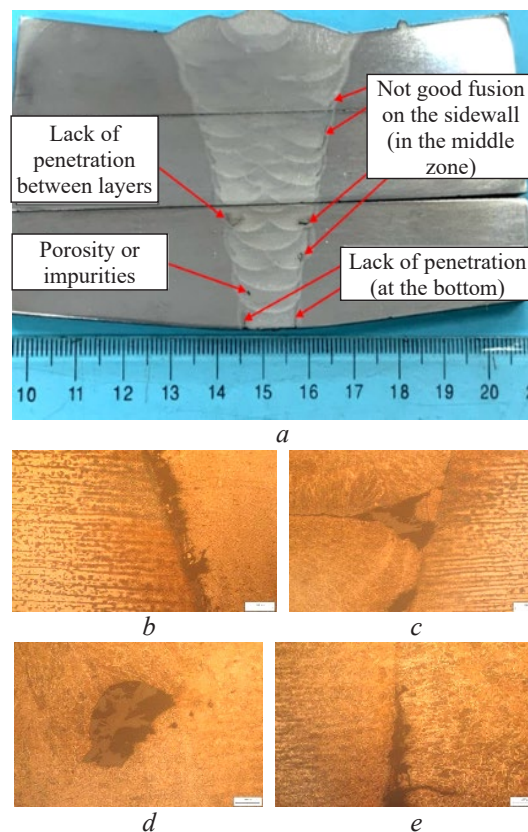 Not good fusion
on the sidewall
(in the middle
zone)
Lack of
penetration
between layers
Porosity or
impurities
Lack of penetration
(at the bottom)
10 11 12 13 14 15 16 17 18 19 20
a
b
c
d
e